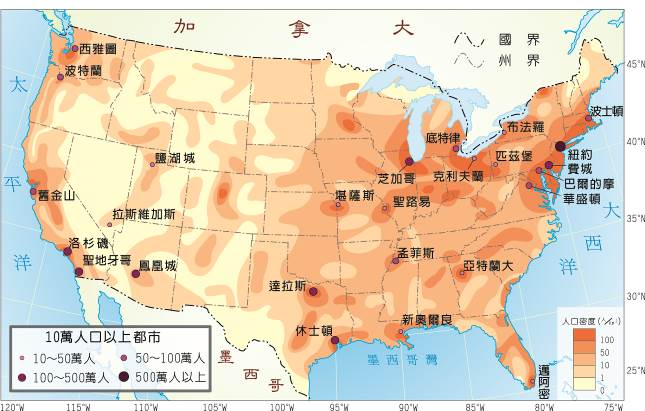 加 拿 大
國 界
州 界
太 平 洋
西雅圖
波特蘭
鹽湖城
舊金山
拉斯維加斯
洛杉磯
聖地牙哥
鳳凰城
堪薩斯
聖路易
芝加哥
底特律
克利夫蘭
布法羅
匹茲堡
波士頓
紐約
費城
巴爾的摩
華盛頓
大 西 洋
孟菲斯
亞特蘭大
達拉斯
休士頓
新奧爾良
邁阿密
墨 西 哥
墨西哥灣
45°N
40°N
35°N
30°N
25°N
10萬人口以上都市
10～50萬人
50～100萬人
100～500萬人
500萬人以上
人口密度
100
50
10
1
0
120°W 115°W 110°W 105°W 100°W 95°W 90°W 85°W 80°W 75°W